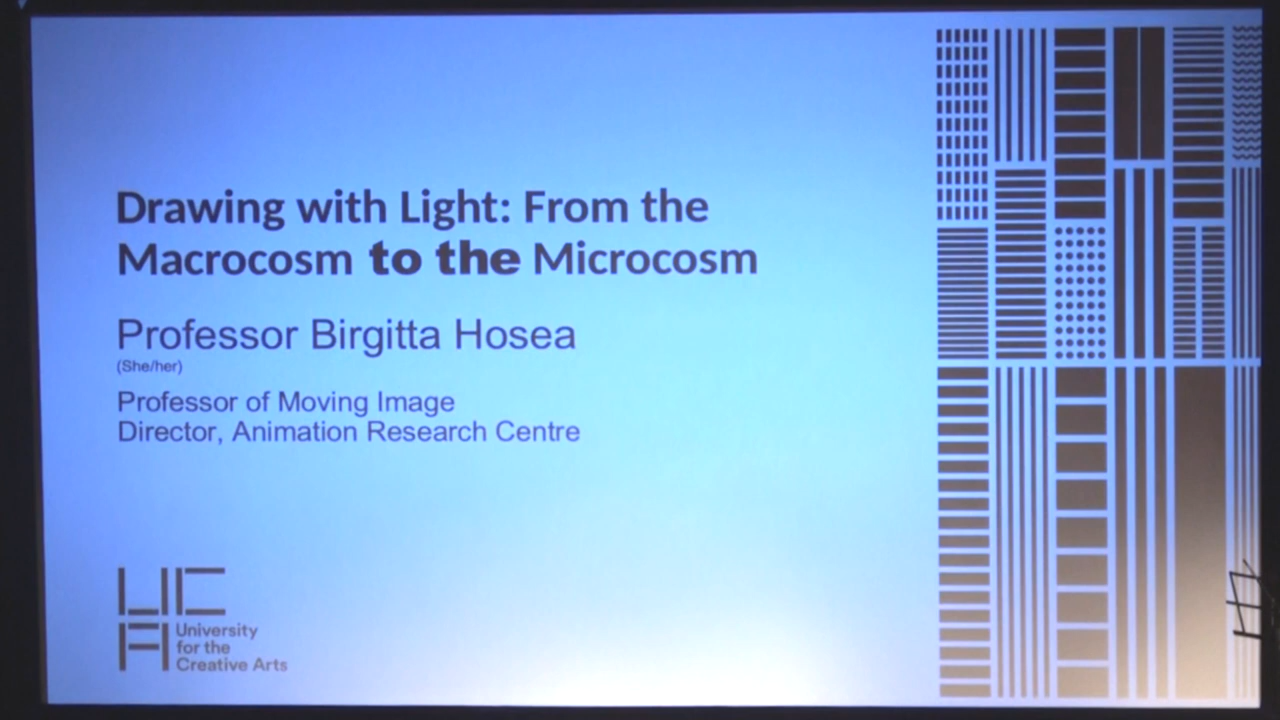 Drawing with Light: From the
Macrocosm to the Microcosm
Professor Birgitta Hosea
(She/her)
Professor of Moving Image
Director, Animation Research Centre
UCA
University
for the
Creative Arts